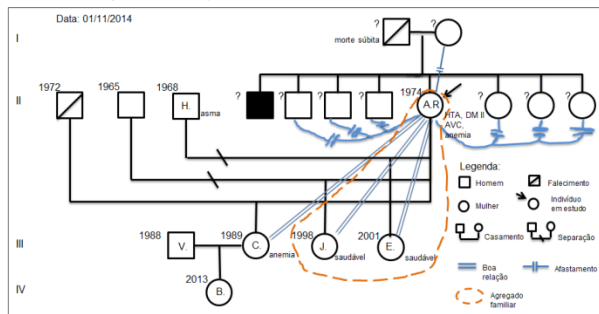 Data: 01/11/2014
I
?
morte súbita
?
1972
1965
1968
1974
II
H.
asma
?
?
?
?
A.R
HTA, DM II
AVC,
anemia
?
?
?
Legenda:
Homem
Falecimento
Mulher
Indivíduo
em estudo
Casamento
Separação
Boa
relação
Afastamento
Agregado
familiar
III
1988
V.
1989
C.
anemia
1998
J.
saudável
2001
E.
saudável
IV
2013
B.